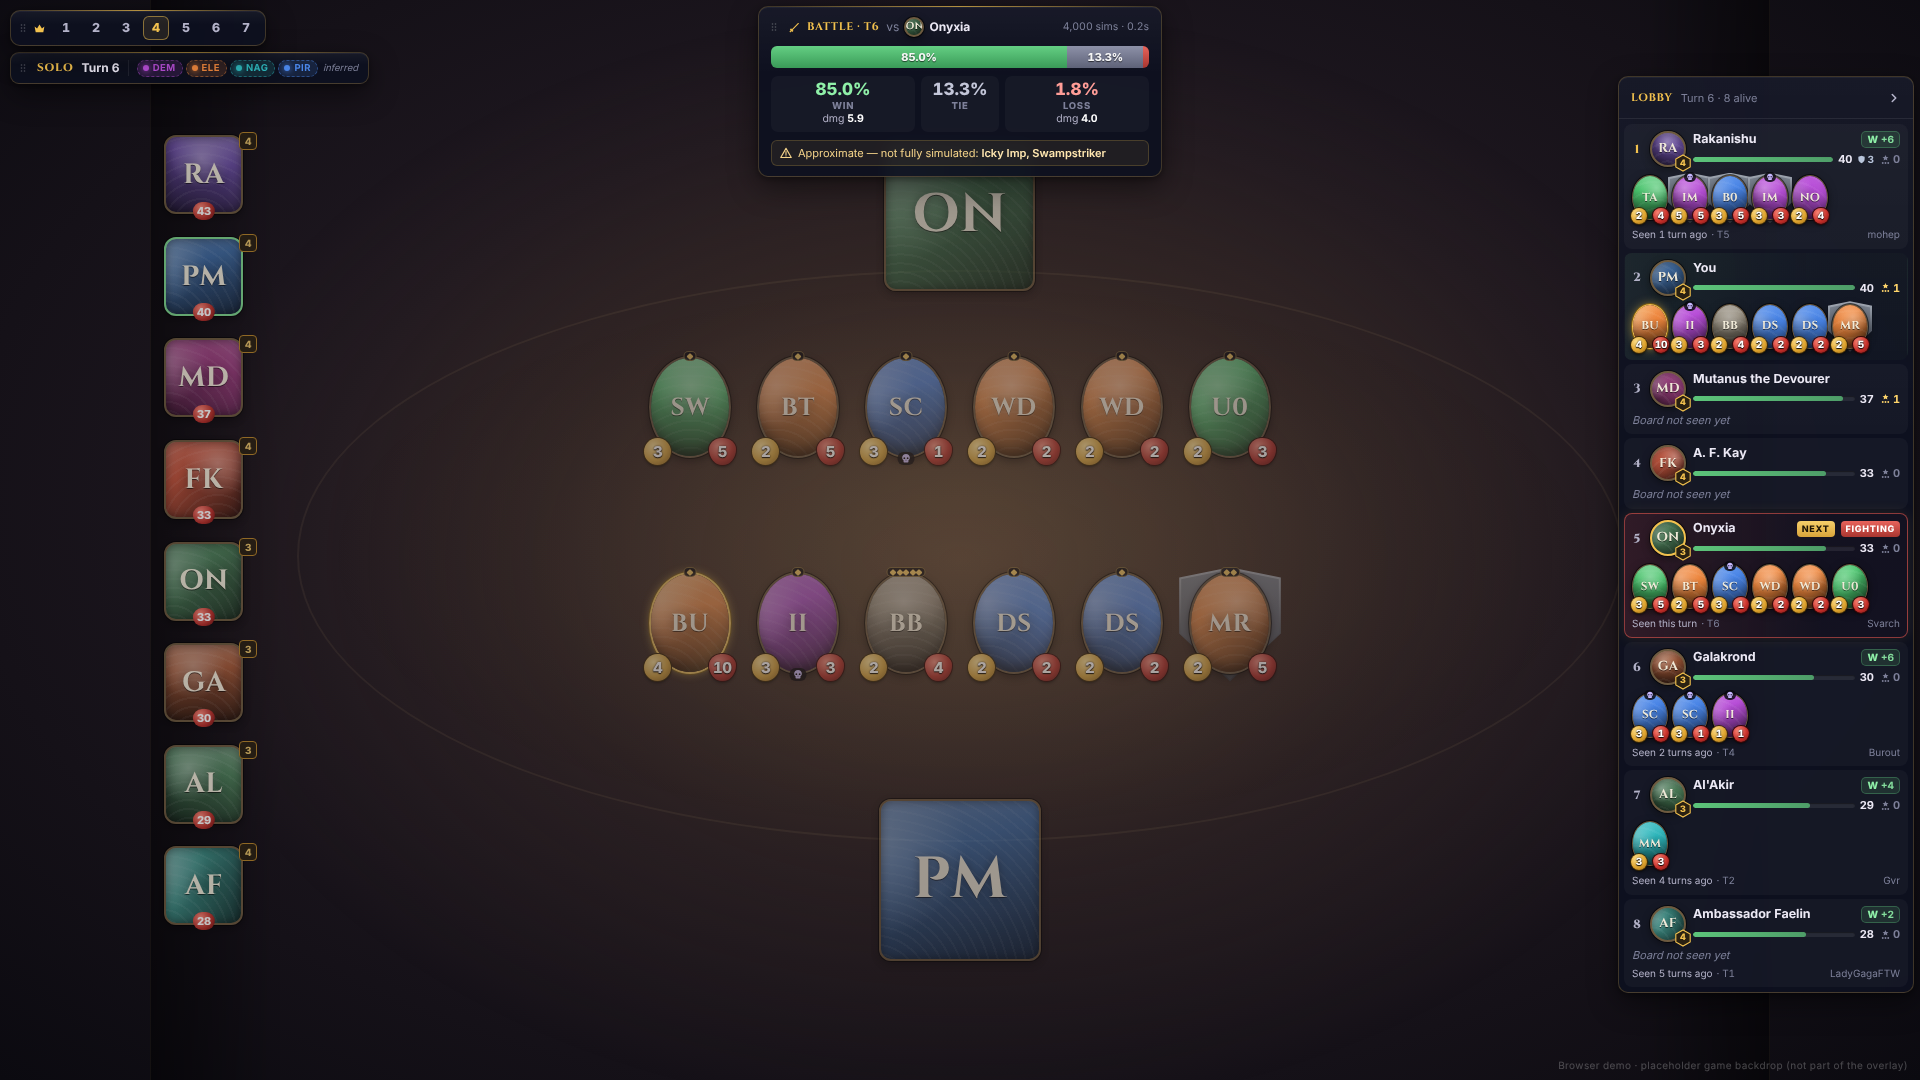 1 2 3 4 5 6 7
SOLO Turn 6 DEM ELE NAG PIR inferred
BATTLE · T6 vs ON Onyxia 4,000 sims · 0.2s
85.0% 13.3%
85.0% 13.3% 1.8%
WIN TIE LOSS
dmg 5.9 dmg 4.0
Approximate — not fully simulated: Icky Imp, Swampstriker
RA 4 43
PM 4 40
MD 4 37
FK 4 33
ON 3 33
GA 3 30
AL 3 29
AF 4 28
ON
SW BT SC WD WD U0
3 5 2 5 3 1 2 2 2 2 2 3
BU II BB DS DS MR
4 10 3 3 2 4 2 2 2 2 2 5
PM
LOBBY Turn 6 · 8 alive
1 RA 4 Rakanishu W +6
40 3 0
TA IM B0 IM NO
2 4 5 5 3 5 3 3 2 4
Seen 1 turn ago · T5 mohep
2 PM 4 You
40 1
BU II BB DS DS MR
4 10 3 3 2 4 2 2 2 2 2 5
3 MD 4 Mutanus the Devourer
37 1
Board not seen yet
4 FK 4 A. F. Kay
33 0
Board not seen yet
5 ON 3 Onyxia NEXT FIGHTING
33 0
SW BT SC WD WD U0
3 5 2 5 3 1 2 2 2 2 2 3
Seen this turn · T6 Svarch
6 GA 3 Galakrond W +6
30 0
SC SC II
3 1 3 1 1 1
Seen 2 turns ago · T4 Burout
7 AL 3 Al'Akir W +4
29 0
MM
3 3
Seen 4 turns ago · T2 Gvr
8 AF 4 Ambassador Faelin W +2
28 0
Board not seen yet
Seen 5 turns ago · T1 LadyGagaFTW
Browser demo · placeholder game backdrop (not part of the overlay)